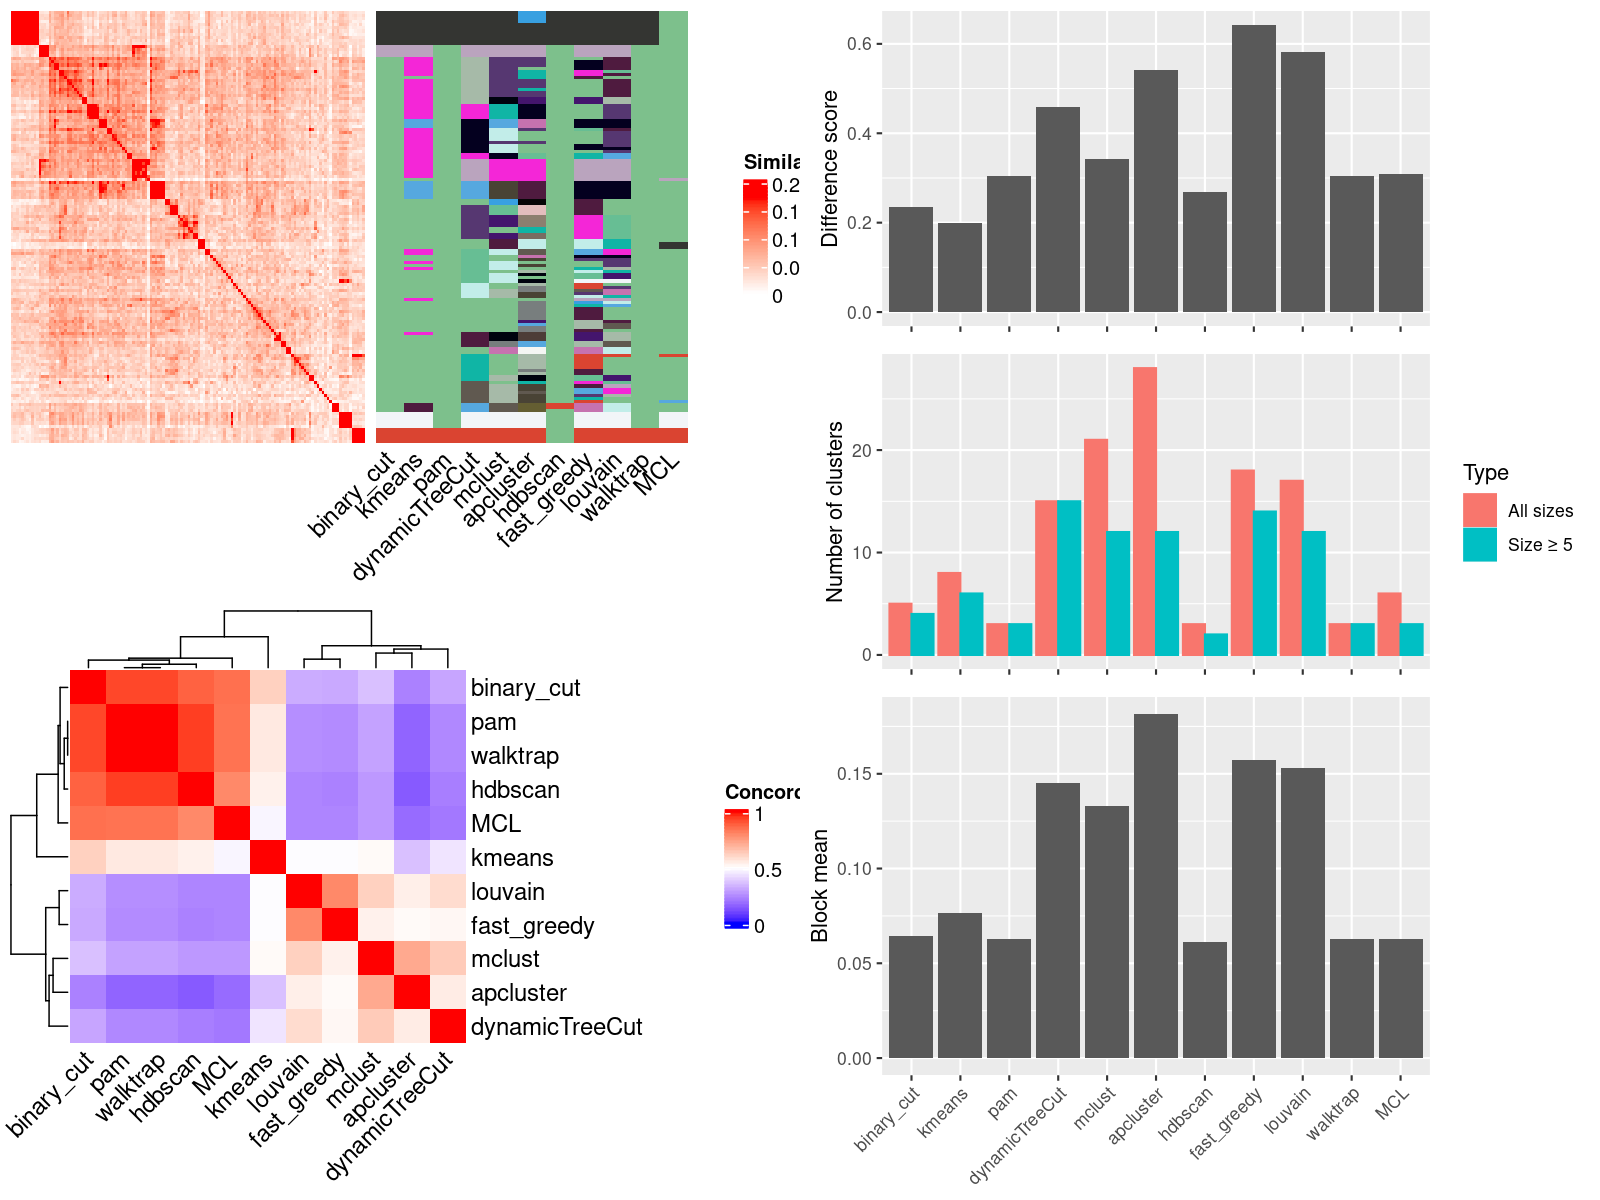 Simila
0.2
0.1
0.1
0.0
0
binary_cut
kmeans
pam
dynamicTreeCut
mclust
apcluster
hdbscan
fast_greedy
louvain
walktrap
MCL
binary_cut
pam
walktrap
hdbscan
MCL
kmeans
louvain
fast_greedy
mclust
apcluster
dynamicTreeCut
binary_cut
pam
walktrap
hdbscan
MCL
kmeans
louvain
fast_greedy
mclust
apcluster
dynamicTreeCut
Concord
1
0.5
0
Difference score
0.6
0.4
0.2
0.0
Number of clusters
20
10
0
Type
All sizes
Size ≥ 5
Block mean
0.15
0.10
0.05
0.00
binary_cut
kmeans
pam
dynamicTreeCut
mclust
apcluster
hdbscan
fast_greedy
louvain
walktrap
MCL